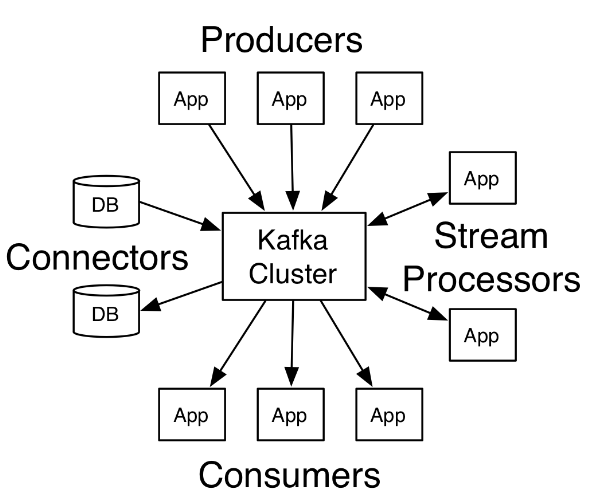 Producers
App
App
App
App
DB
Kafka
Cluster
Stream
Processors
Connectors
DB
App
App
App
App
Consumers